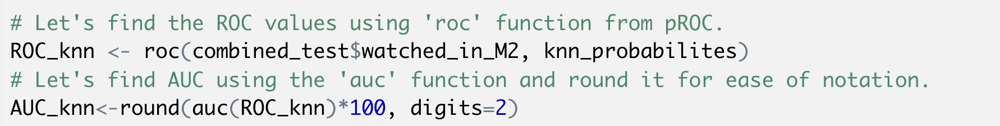 # Let's find the ROC values using 'roc' function from pROC.
ROC_knn <- roc(combined_test$watched_in_M2, knn_probabilites)
# Let's find AUC using the 'auc' function and round it for ease of notation.
AUC_knn<-round(auc(ROC_knn)*100, digits=2)